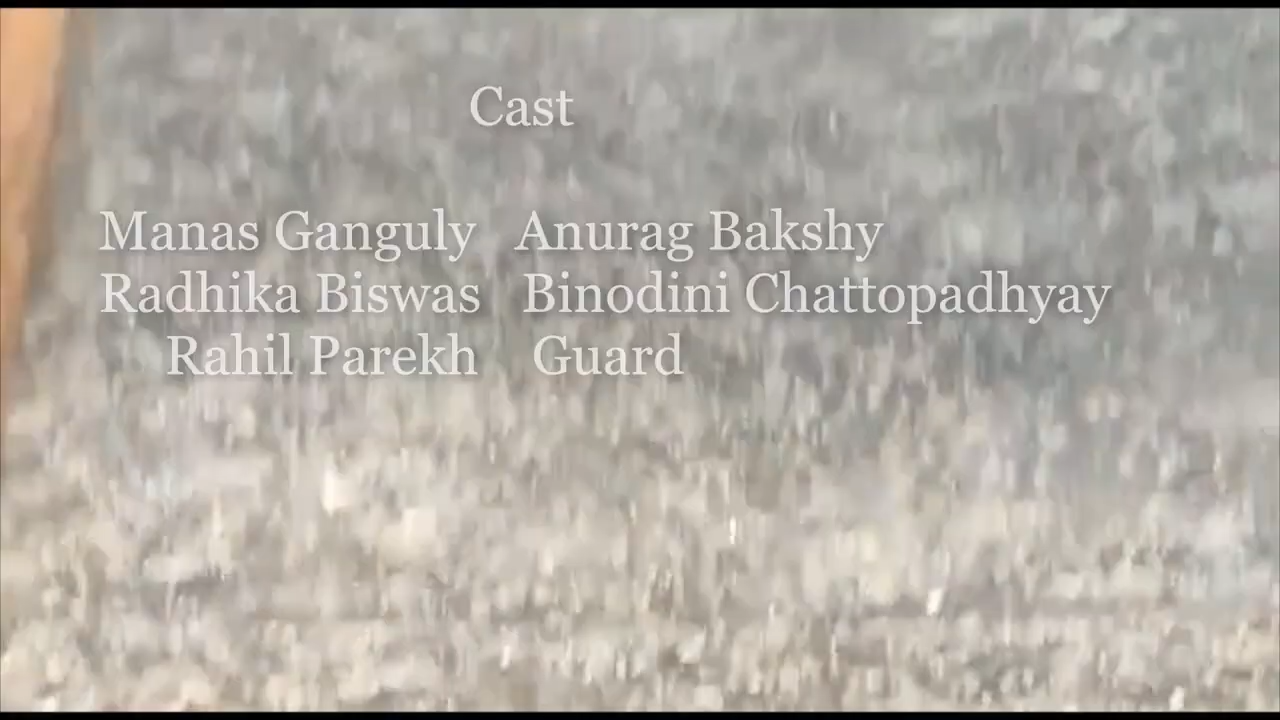 Cast
Manas Ganguly Anurag Bakshy
Radhika Biswas Binodini Chattopadhyay
Rahil Parekh Guard